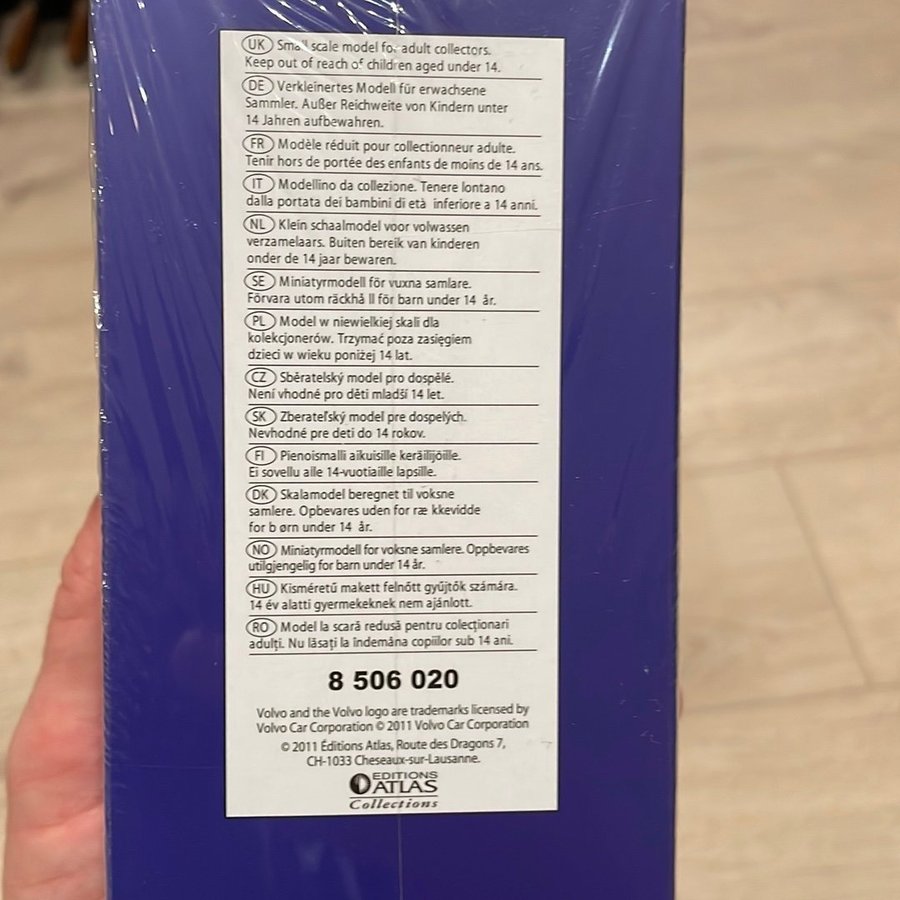 UK Small scale model for adult collectors.
Keep out of reach of children aged under 14.
DE Verkleinertes Modell für erwachsene
Sammler. Außer Reichweite von Kindern unter
14 Jahren aufbewahren.
FR Modèle réduit pour collectionneur adulte.
Tenir hors de portée des enfants de moins de 14 ans.
IT Modellino da collezione. Tenere lontano
dalla portata dei bambini di età inferiore a 14 anni.
NL Klein schaalmodel voor volwassen
verzamelaars. Buiten bereik van kinderen
onder de 14 jaar bewaren.
SE Miniatyrmodell för vuxna samlare.
Förvara utom räckhå ll för barn under 14 år.
PL Model w niewielkiej skali dla
kolekcjonerów. Trzymać poza zasięgiem
dzieci w wieku poniżej 14 lat.
CZ Sběratelský model pro dospělé.
Není vhodné pro děti mladší 14 let.
SK Zberateľský model pre dospelých.
Nevhodné pre deti do 14 rokov.
FI Pienoismalli aikuisille keräilijöille.
Ei sovellu alle 14-vuotiaille lapsille.
DK Skalamodel beregnet til voksne
samlere. Opbevares uden for ræ kkevidde
for b ørn under 14 år.
NO Miniatyrmodell for voksne samlere. Oppbevares
utilgjengelig for barn under 14 år.
HU Kisméretű makett felnőtt gyűjtők számára.
14 év alatti gyermekeknek nem ajánlott.
RO Model la scară redusă pentru colecționari
adulți. Nu lăsați la îndemâna copiilor sub 14 ani.
8 506 020
Volvo and the Volvo logo are trademarks licensed by
Volvo Car Corporation © 2011 Volvo Car Corporation
© 2011 Éditions Atlas, Route des Dragons 7,
CH-1033 Cheseaux-sur-Lausanne.
EDITIONS
ATLAS
Collections